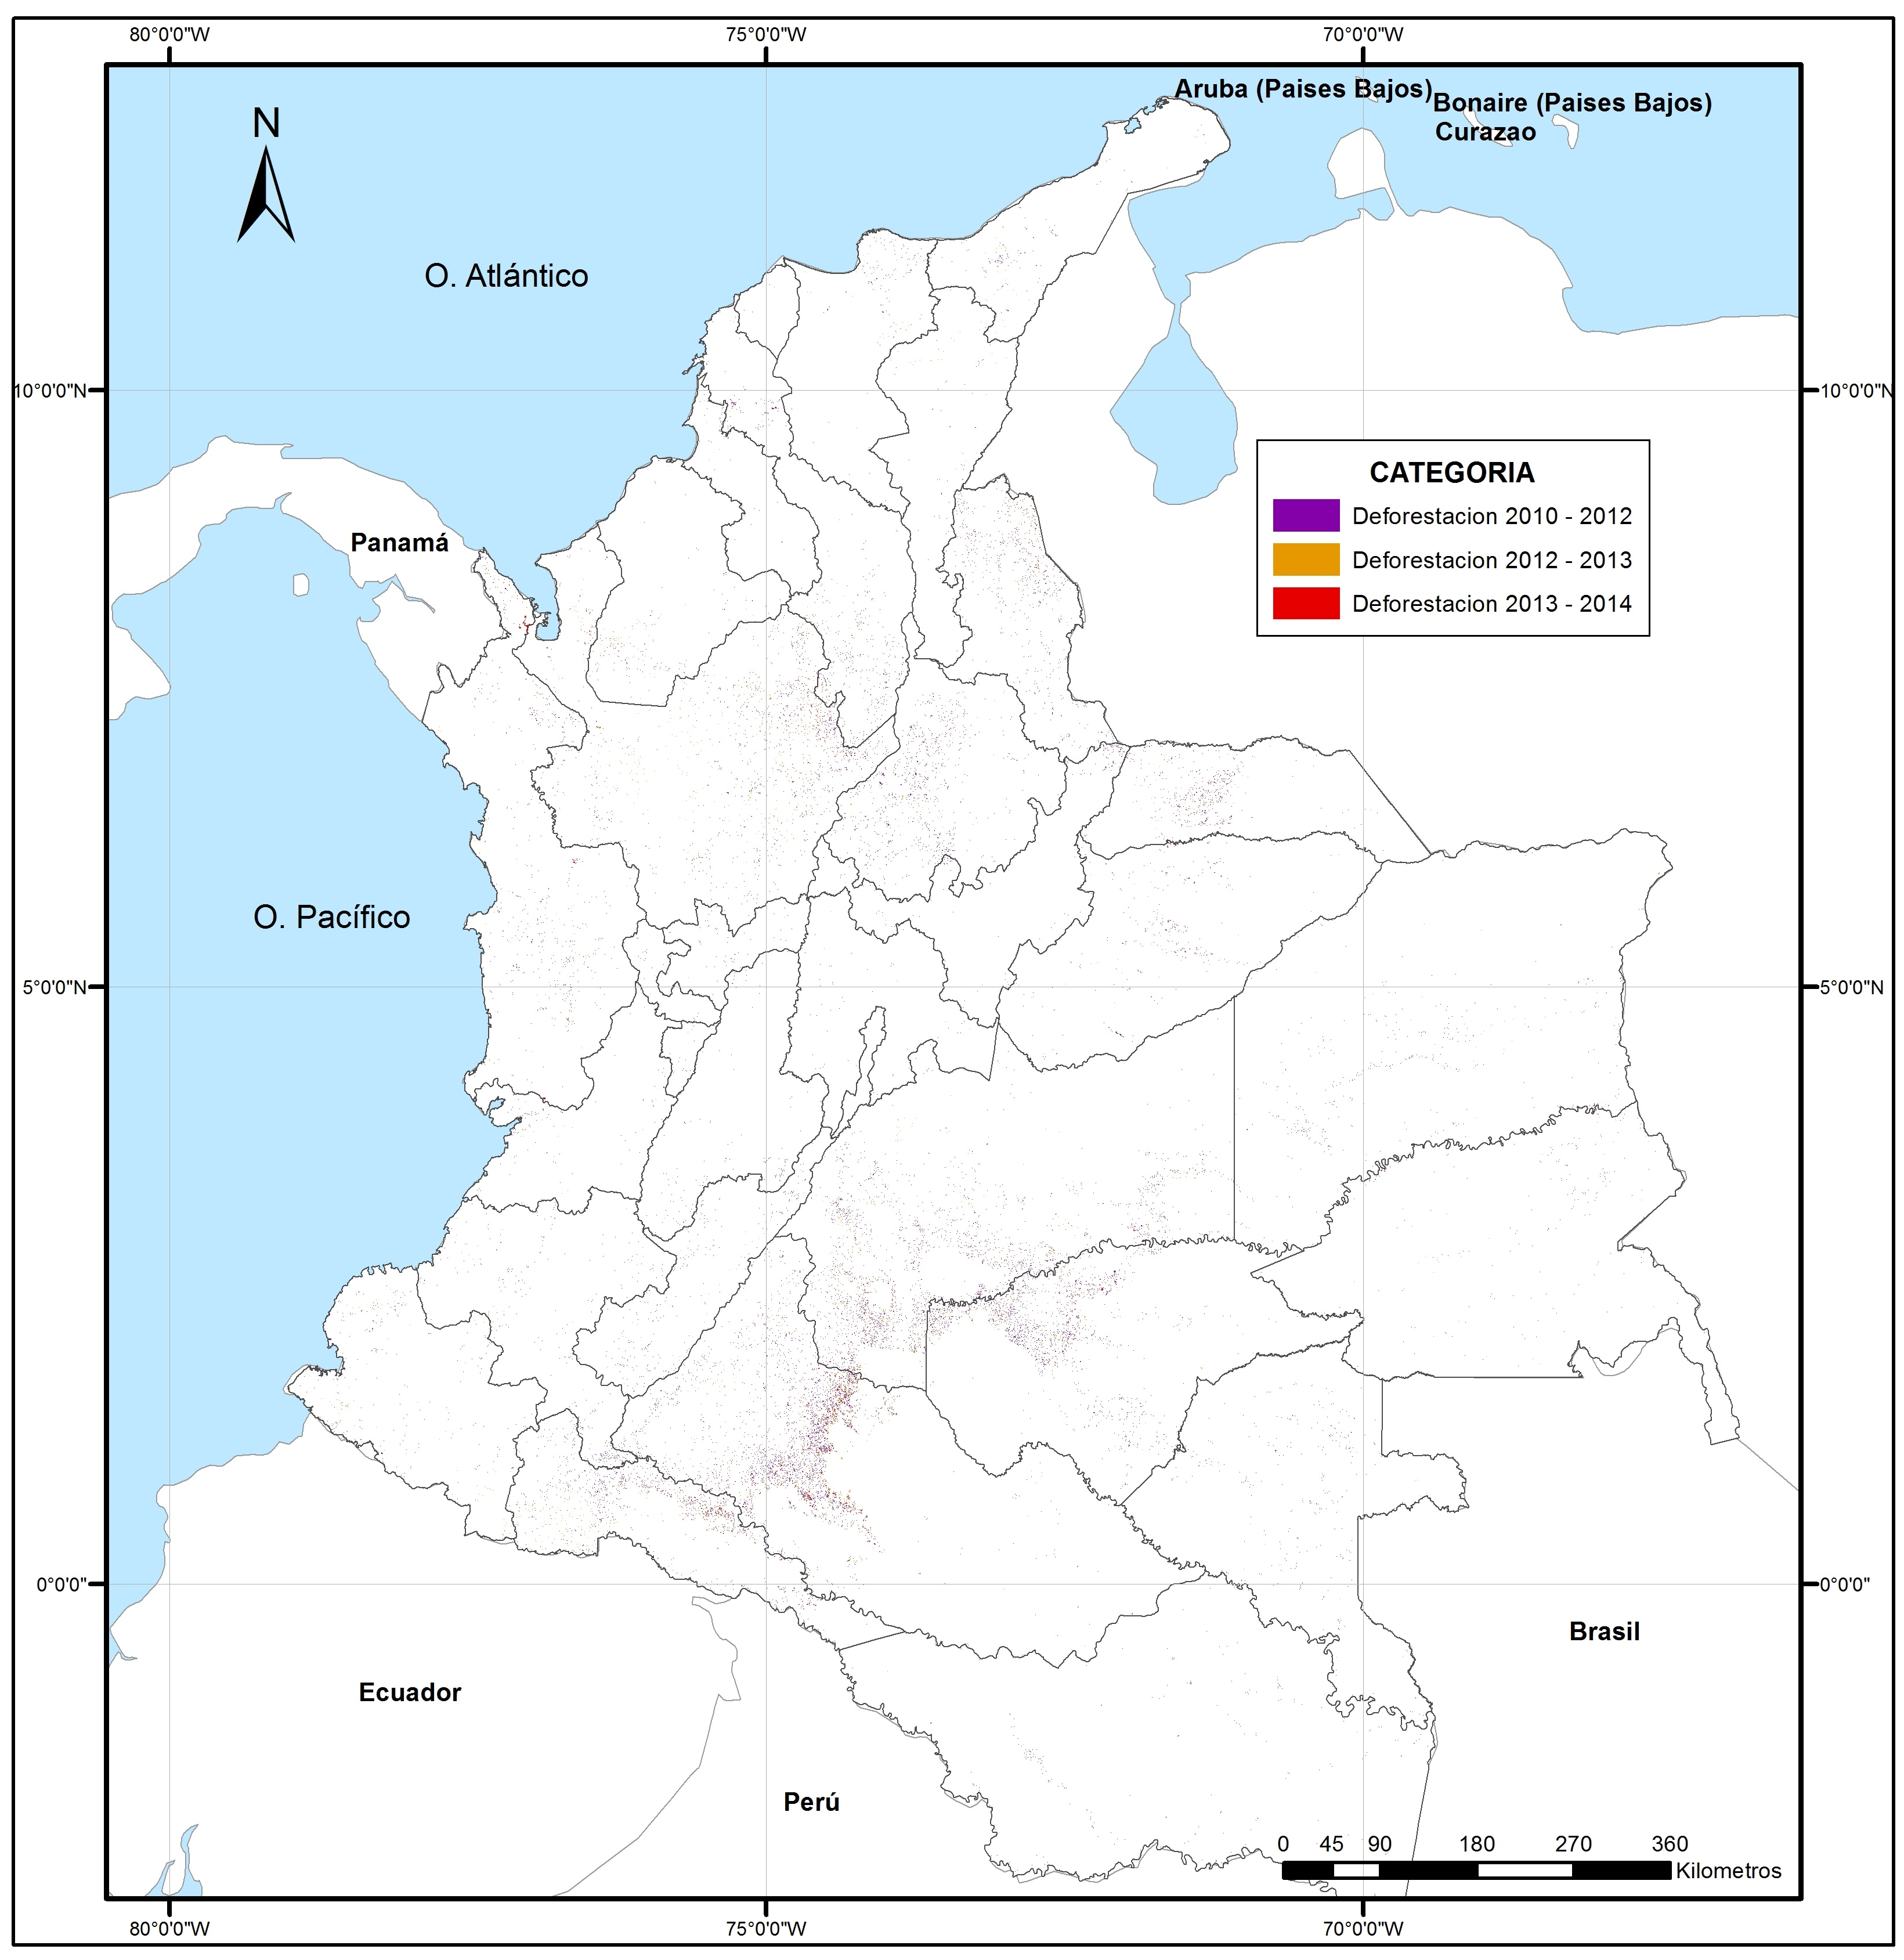 80°0'0"W 75°0'0"W 70°0'0"W
Aruba (Paises Bajos)
Bonaire (Paises Bajos)
Curazao
N
O. Atlántico
10°0'0"N 10°0'0"N
CATEGORIA
Deforestacion 2010 - 2012
Deforestacion 2012 - 2013
Deforestacion 2013 - 2014
Panamá
O. Pacífico
5°0'0"N 5°0'0"N
0°0'0" 0°0'0"
Brasil
Ecuador
Perú
0 45 90 180 270 360
Kilometros
80°0'0"W 75°0'0"W 70°0'0"W